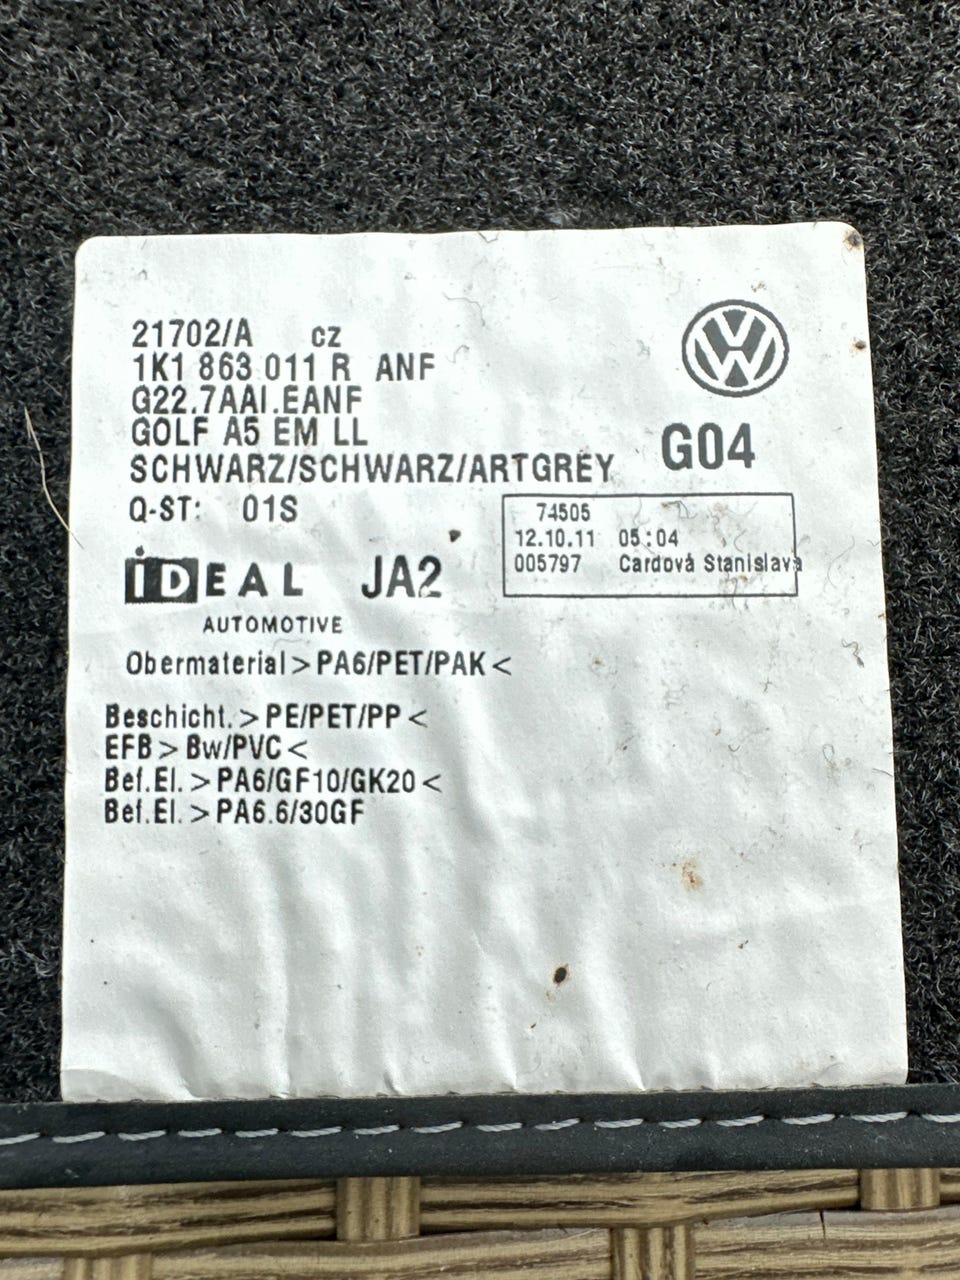 21702/A cz
1K1 863 011 R ANF
G22.7AAI.EANF
GOLF A5 EM LL
G04
SCHWARZ/SCHWARZ/ARTGREY
Q-ST: 01S
74505
12.10.11 05:04
005797 Cardová Stanislava
iDEAL JA2
AUTOMOTIVE
Obermaterial > PA6/PET/PAK <
Beschicht. > PE/PET/PP <
EFB > Bw/PVC <
Bef.El. > PA6/GF10/GK20 <
Bef.El. > PA6.6/30GF